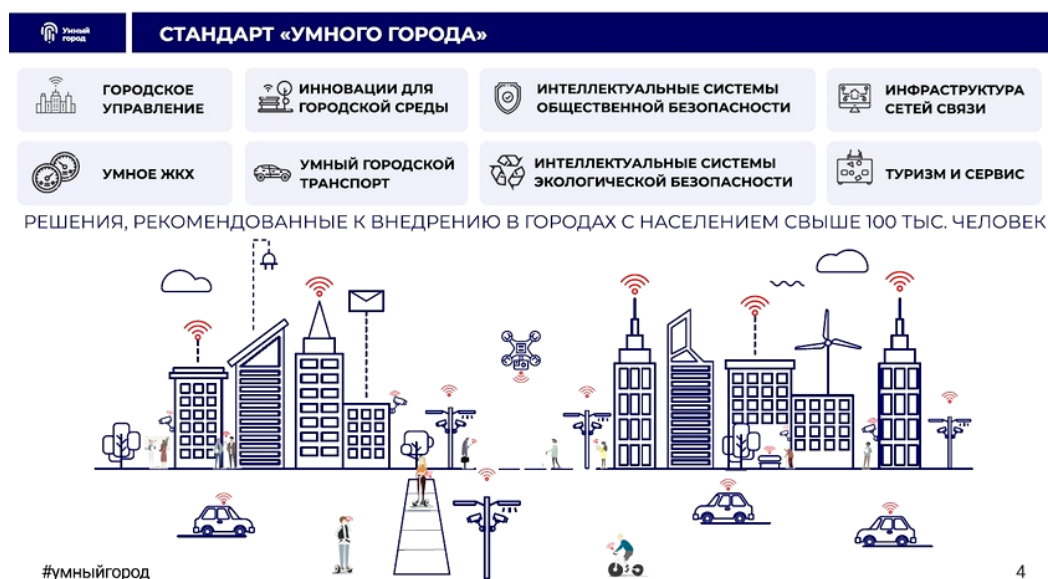 Умный
город
СТАНДАРТ «УМНОГО ГОРОДА»
ГОРОДСКОЕ
УПРАВЛЕНИЕ
ИННОВАЦИИ ДЛЯ
ГОРОДСКОЙ СРЕДЫ
ИНТЕЛЛЕКТУАЛЬНЫЕ СИСТЕМЫ
ОБЩЕСТВЕННОЙ БЕЗОПАСНОСТИ
ИНФРАСТРУКТУРА
СЕТЕЙ СВЯЗИ
УМНОЕ ЖКХ
УМНЫЙ ГОРОДСКОЙ
ТРАНСПОРТ
ИНТЕЛЛЕКТУАЛЬНЫЕ СИСТЕМЫ
ЭКОЛОГИЧЕСКОЙ БЕЗОПАСНОСТИ
ТУРИЗМ И СЕРВИС
РЕШЕНИЯ, РЕКОМЕНДОВАННЫЕ К ВНЕДРЕНИЮ В ГОРОДАХ С НАСЕЛЕНИЕМ СВЫШЕ 100 ТЫС. ЧЕЛОВЕК
#умныйгород
4